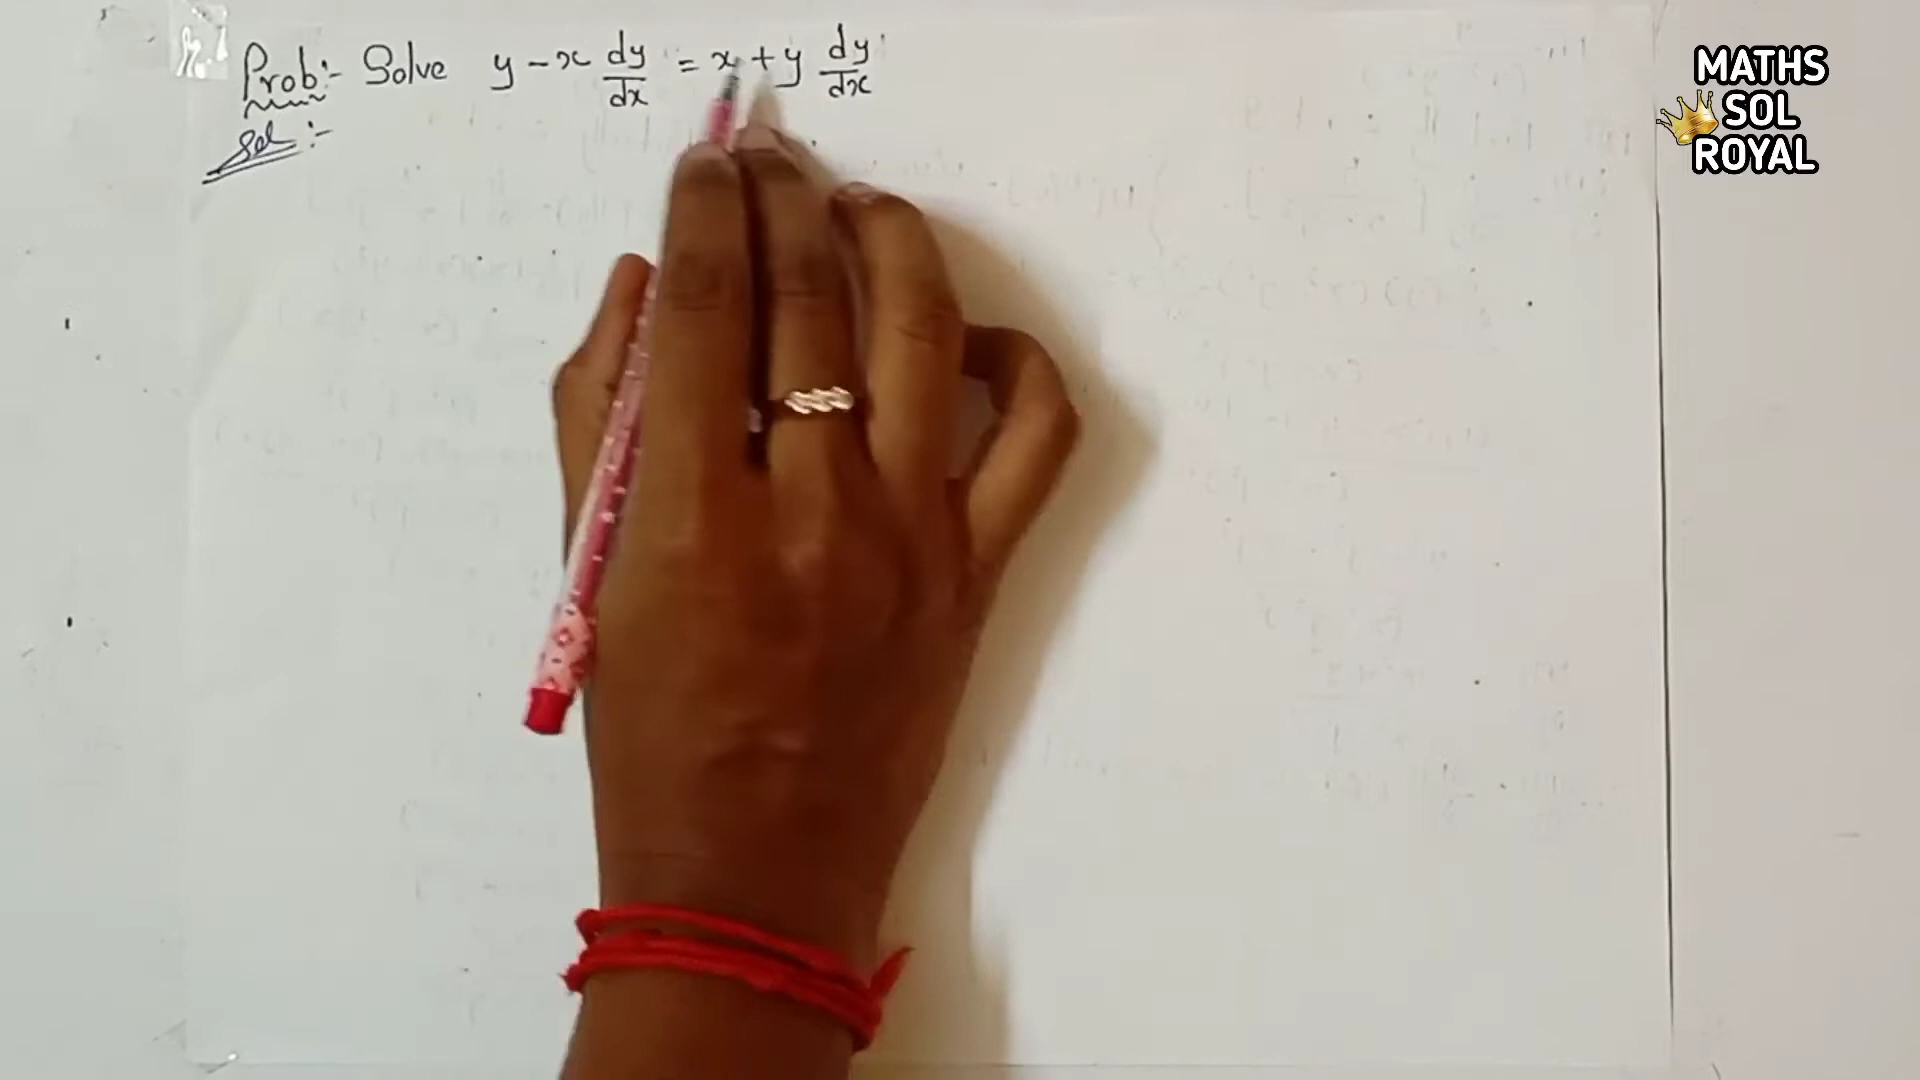 Prob:- Solve y - x dy/dx = x + y dy/dx
Sol :-
MATHS
SOL
ROYAL